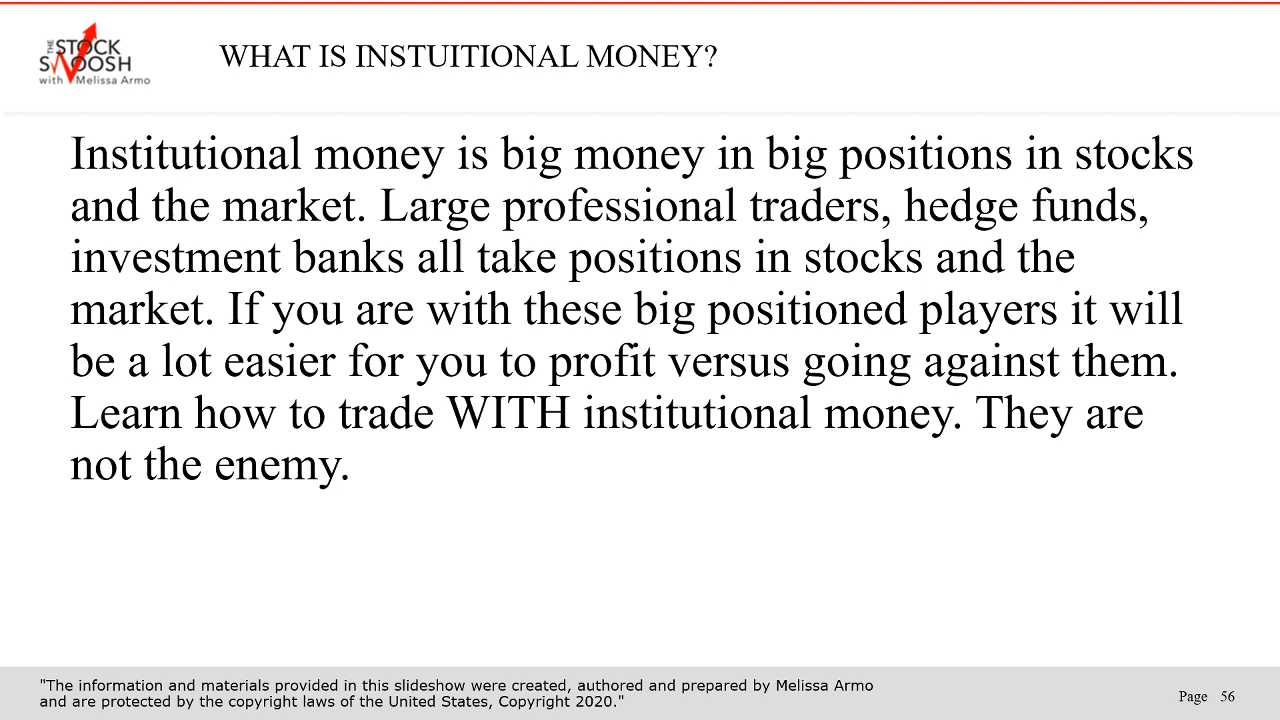 THE
STOCK
SWOOSH
with Melissa Armo
WHAT IS INSTUITIONAL MONEY?
Institutional money is big money in big positions in stocks
and the market. Large professional traders, hedge funds,
investment banks all take positions in stocks and the
market. If you are with these big positioned players it will
be a lot easier for you to profit versus going against them.
Learn how to trade WITH institutional money. They are
not the enemy.
"The information and materials provided in this slideshow were created, authored and prepared by Melissa Armo
and are protected by the copyright laws of the United States, Copyright 2020."
Page 56